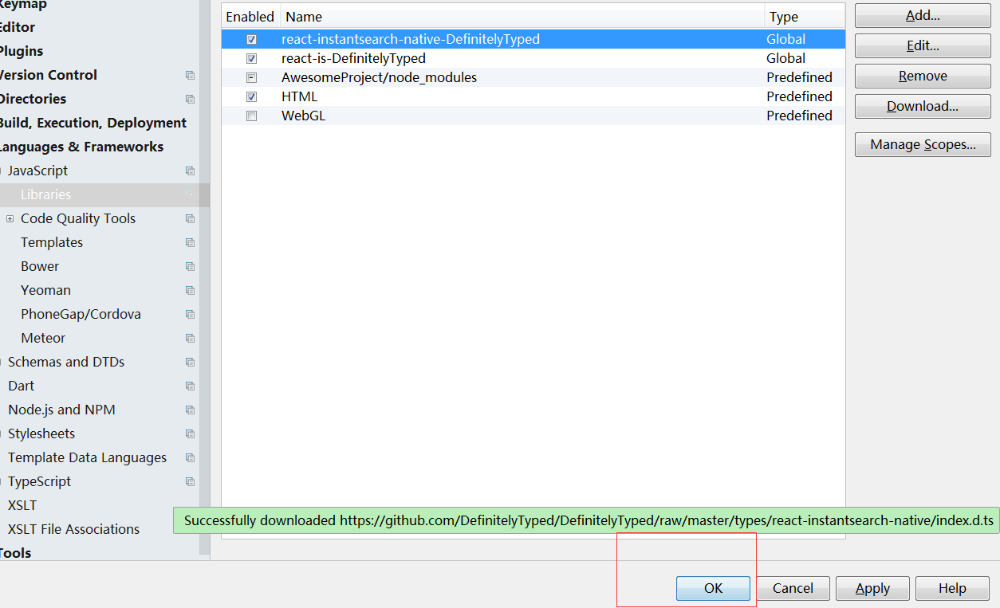 Keymap
Editor
Plugins
Version Control
Directories
Build, Execution, Deployment
Languages & Frameworks
JavaScript
Libraries
Code Quality Tools
Templates
Bower
Yeoman
PhoneGap/Cordova
Meteor
Schemas and DTDs
Dart
Node.js and NPM
Stylesheets
Template Data Languages
TypeScript
XSLT
XSLT File Associations
Tools
Enabled Name Type
react-instantsearch-native-DefinitelyTyped Global
react-is-DefinitelyTyped Global
AwesomeProject/node_modules Predefined
HTML Predefined
WebGL Predefined
Add...
Edit...
Remove
Download...
Manage Scopes...
Successfully downloaded https://github.com/DefinitelyTyped/DefinitelyTyped/raw/master/types/react-instantsearch-native/index.d.ts
OK Cancel Apply Help